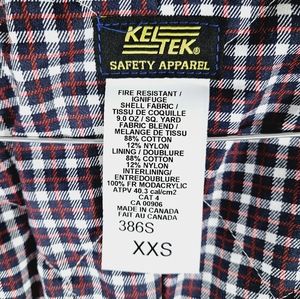 KEL
TEK®
SAFETY APPAREL
FIRE RESISTANT /
IGNIFUGE
SHELL FABRIC /
TISSU DE COQUILLE
9.0 OZ / SQ. YARD
FABRIC BLEND /
MELANGE DE TISSU
88% COTTON
12% NYLON
LINING / DOUBLURE
88% COTTON
12% NYLON
INTERLINING/
ENTREDOUBLURE
100% FR MODACRYLIC
ATPV 40.3 cal/cm2
CAT 4
CA 00906
MADE IN CANADA
FAIT AU CANADA
386S
XXS